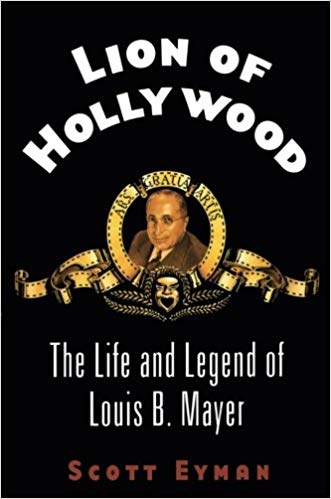 LION OF
HOLLYWOOD
ARS GRATIA ARTIS
The Life and Legend of
Louis B. Mayer
SCOTT EYMAN